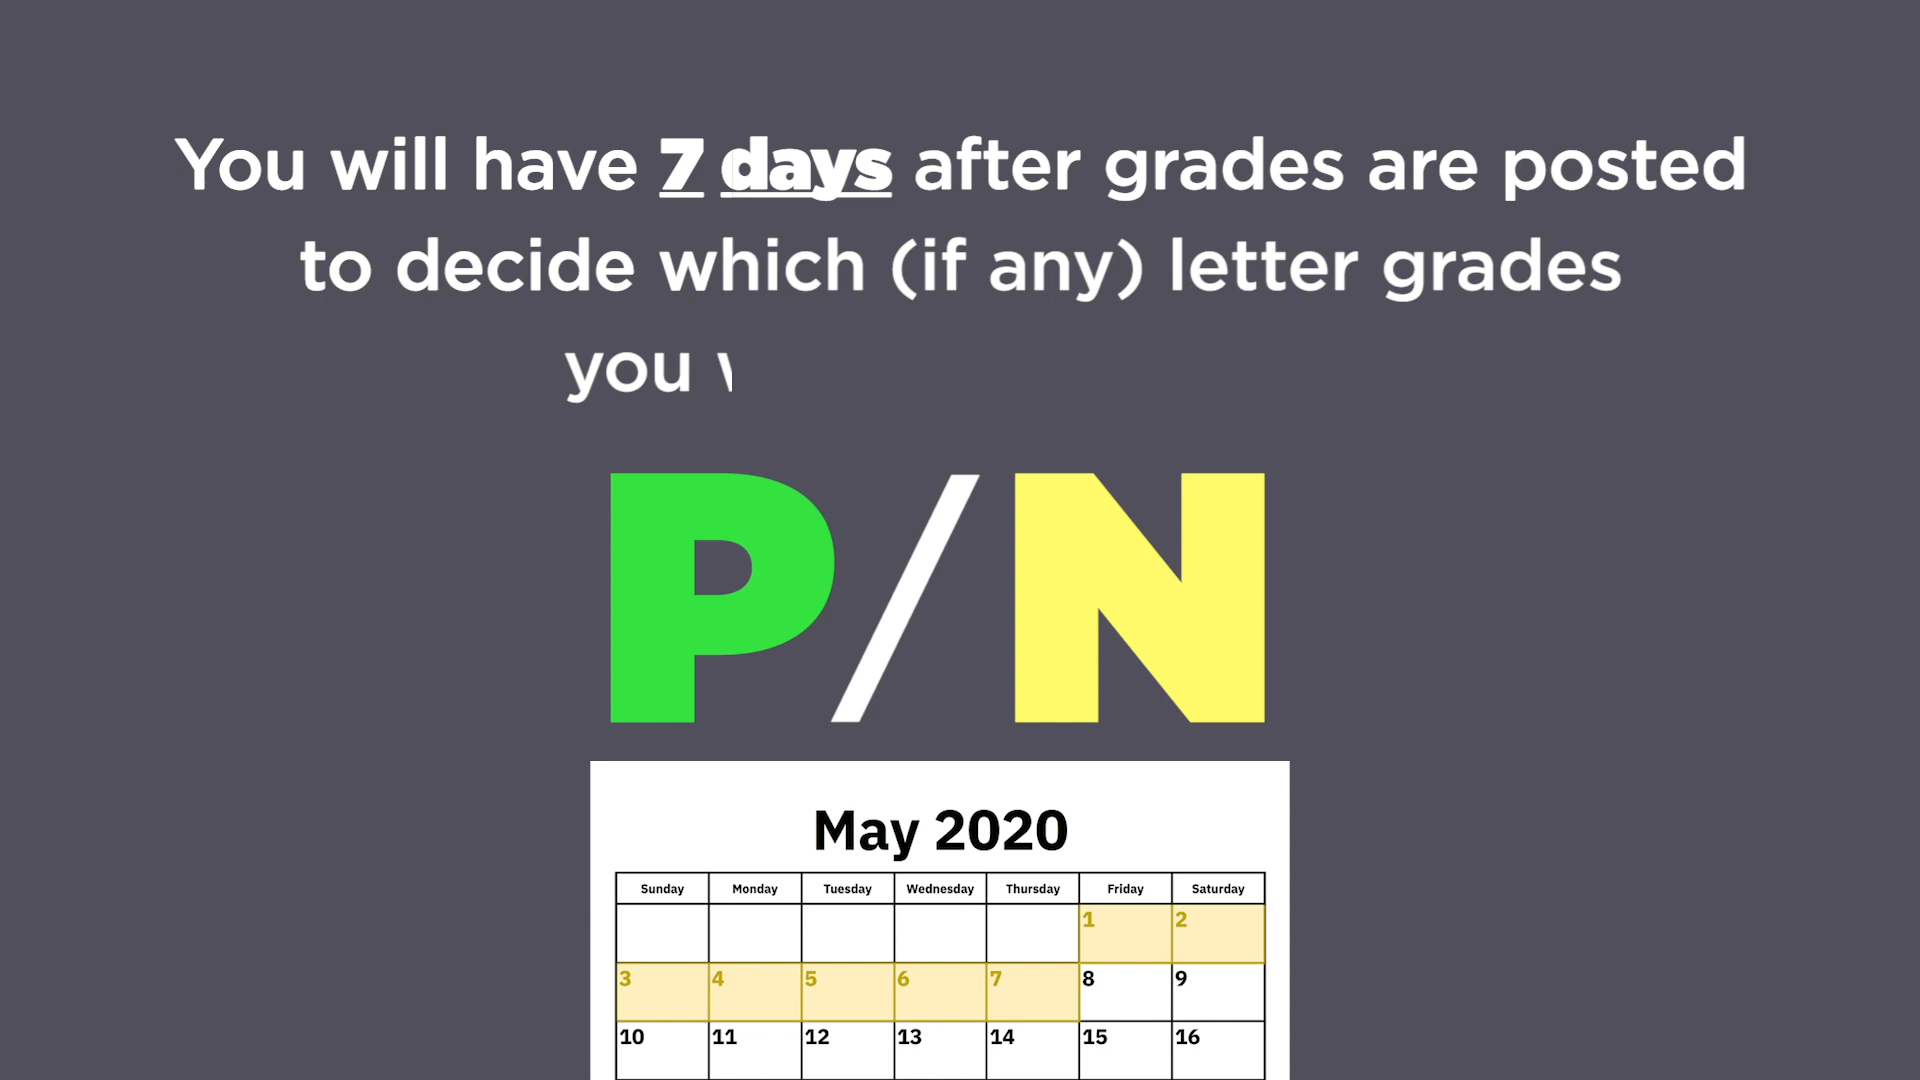 You will have 7 days after grades are posted
to decide which (if any) letter grades
you
P/N
May 2020
Sunday Monday Tuesday Wednesday Thursday Friday Saturday
1 2
3 4 5 6 7 8 9
10 11 12 13 14 15 16